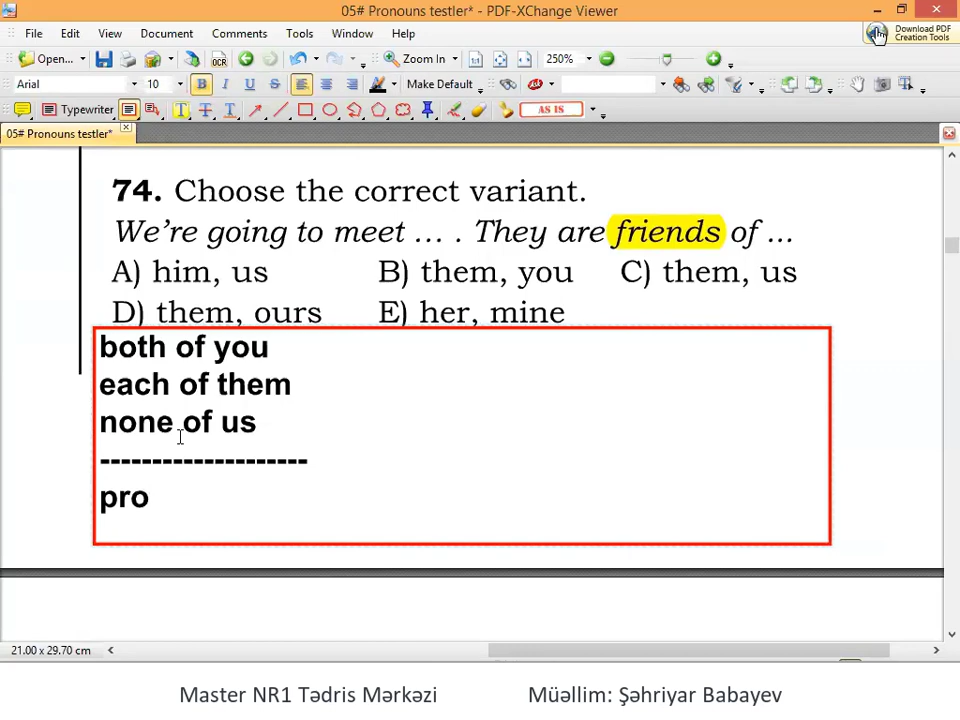 05# Pronouns testler* - PDF-XChange Viewer
File Edit View Document Comments Tools Window Help
Download PDF
Creation Tools
Open... OCR Zoom In 250%
Arial 10 B I U Make Default
Typewriter T T T AS IS
05# Pronouns testler*
74. Choose the correct variant.
We're going to meet ... . They are friends of ...
A) him, us B) them, you C) them, us
D) them, ours E) her, mine
both of you
each of them
none of us
--------------------
pro
21.00 x 29.70 cm
Master NR1 Tədris Mərkəzi Müəllim: Şəhriyar Babayev